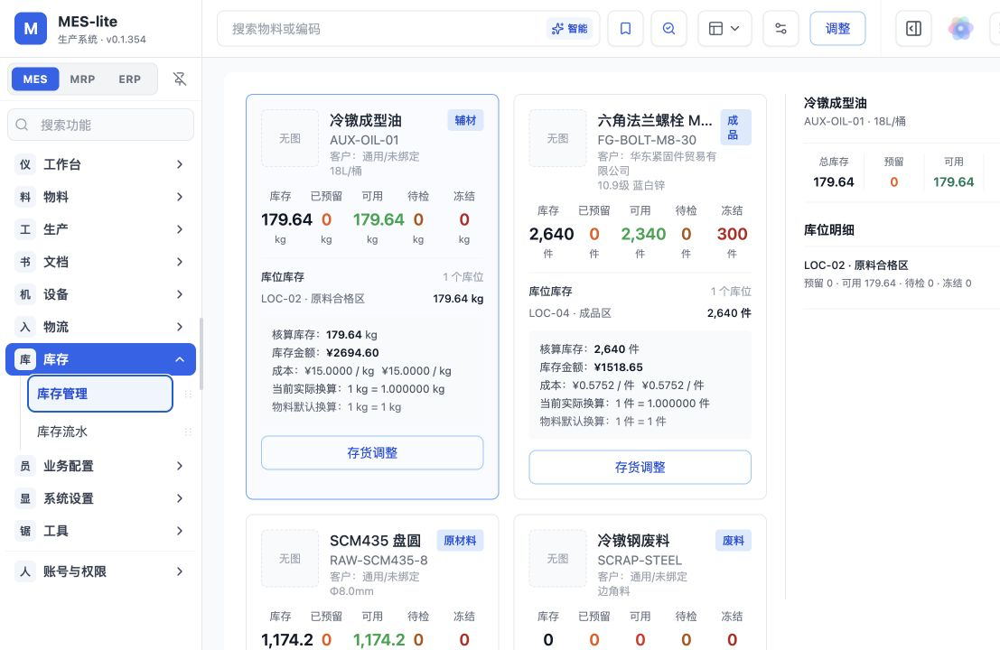 M
MES-lite
生产系统 · v0.1.354
MES MRP ERP
搜索功能
仪 工作台
料 物料
工 生产
书 文档
机 设备
入 物流
库 库存
库存管理
库存流水
员 业务配置
显 系统设置
锯 工具
人 账号与权限
搜索物料或编码 智能
调整
无图
冷镦成型油 辅材
AUX-OIL-01
客户：通用/未绑定
18L/桶
库存 已预留 可用 待检 冻结
179.64 0 179.64 0 0
kg kg kg kg kg
库位库存 1 个库位
LOC-02 · 原料合格区 179.64 kg
核算库存：179.64 kg
库存金额：¥2694.60
成本：¥15.0000 / kg ¥15.0000 / kg
当前实际换算：1 kg = 1.000000 kg
物料默认换算：1 kg = 1 kg
存货调整
无图
六角法兰螺栓 M... 成品
FG-BOLT-M8-30
客户：华东紧固件贸易有
限公司
10.9级 蓝白锌
库存 已预留 可用 待检 冻结
2,640 0 2,340 0 300
件 件 件 件 件
库位库存 1 个库位
LOC-04 · 成品区 2,640 件
核算库存：2,640 件
库存金额：¥1518.65
成本：¥0.5752 / 件 ¥0.5752 / 件
当前实际换算：1 件 = 1.000000 件
物料默认换算：1 件 = 1 件
存货调整
无图
SCM435 盘圆 原材料
RAW-SCM435-8
客户：通用/未绑定
Φ8.0mm
库存 已预留 可用 待检 冻结
1,174.2 0 1,174.2 0 0
无图
冷镦钢废料 废料
SCRAP-STEEL
客户：通用/未绑定
边角料
库存 已预留 可用 待检 冻结
0 0 0 0 0
冷镦成型油
AUX-OIL-01 · 18L/桶
总库存 预留 可用
179.64 0 179.64
库位明细
LOC-02 · 原料合格区
预留 0 · 可用 179.64 · 待检 0 · 冻结 0